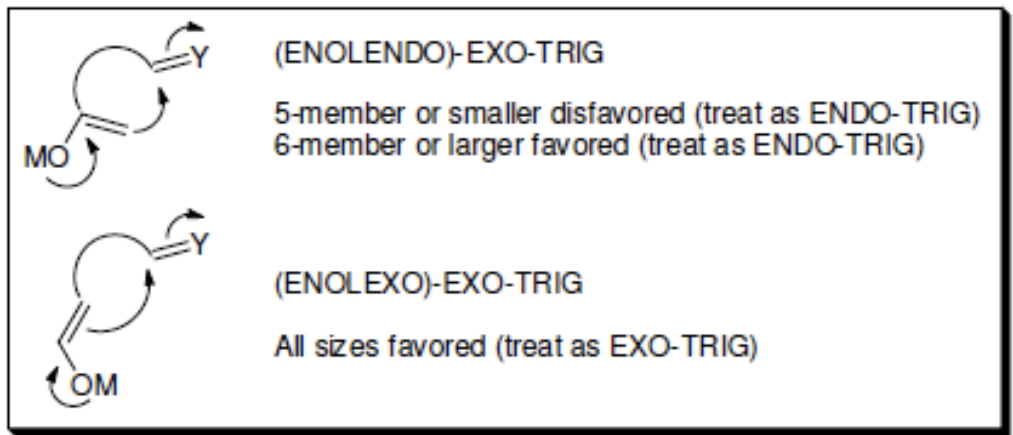 Y
(ENOLENDO)-EXO-TRIG
5-member or smaller disfavored (treat as ENDO-TRIG)
6-member or larger favored (treat as ENDO-TRIG)
MO
Y
(ENOLEXO)-EXO-TRIG
All sizes favored (treat as EXO-TRIG)
OM